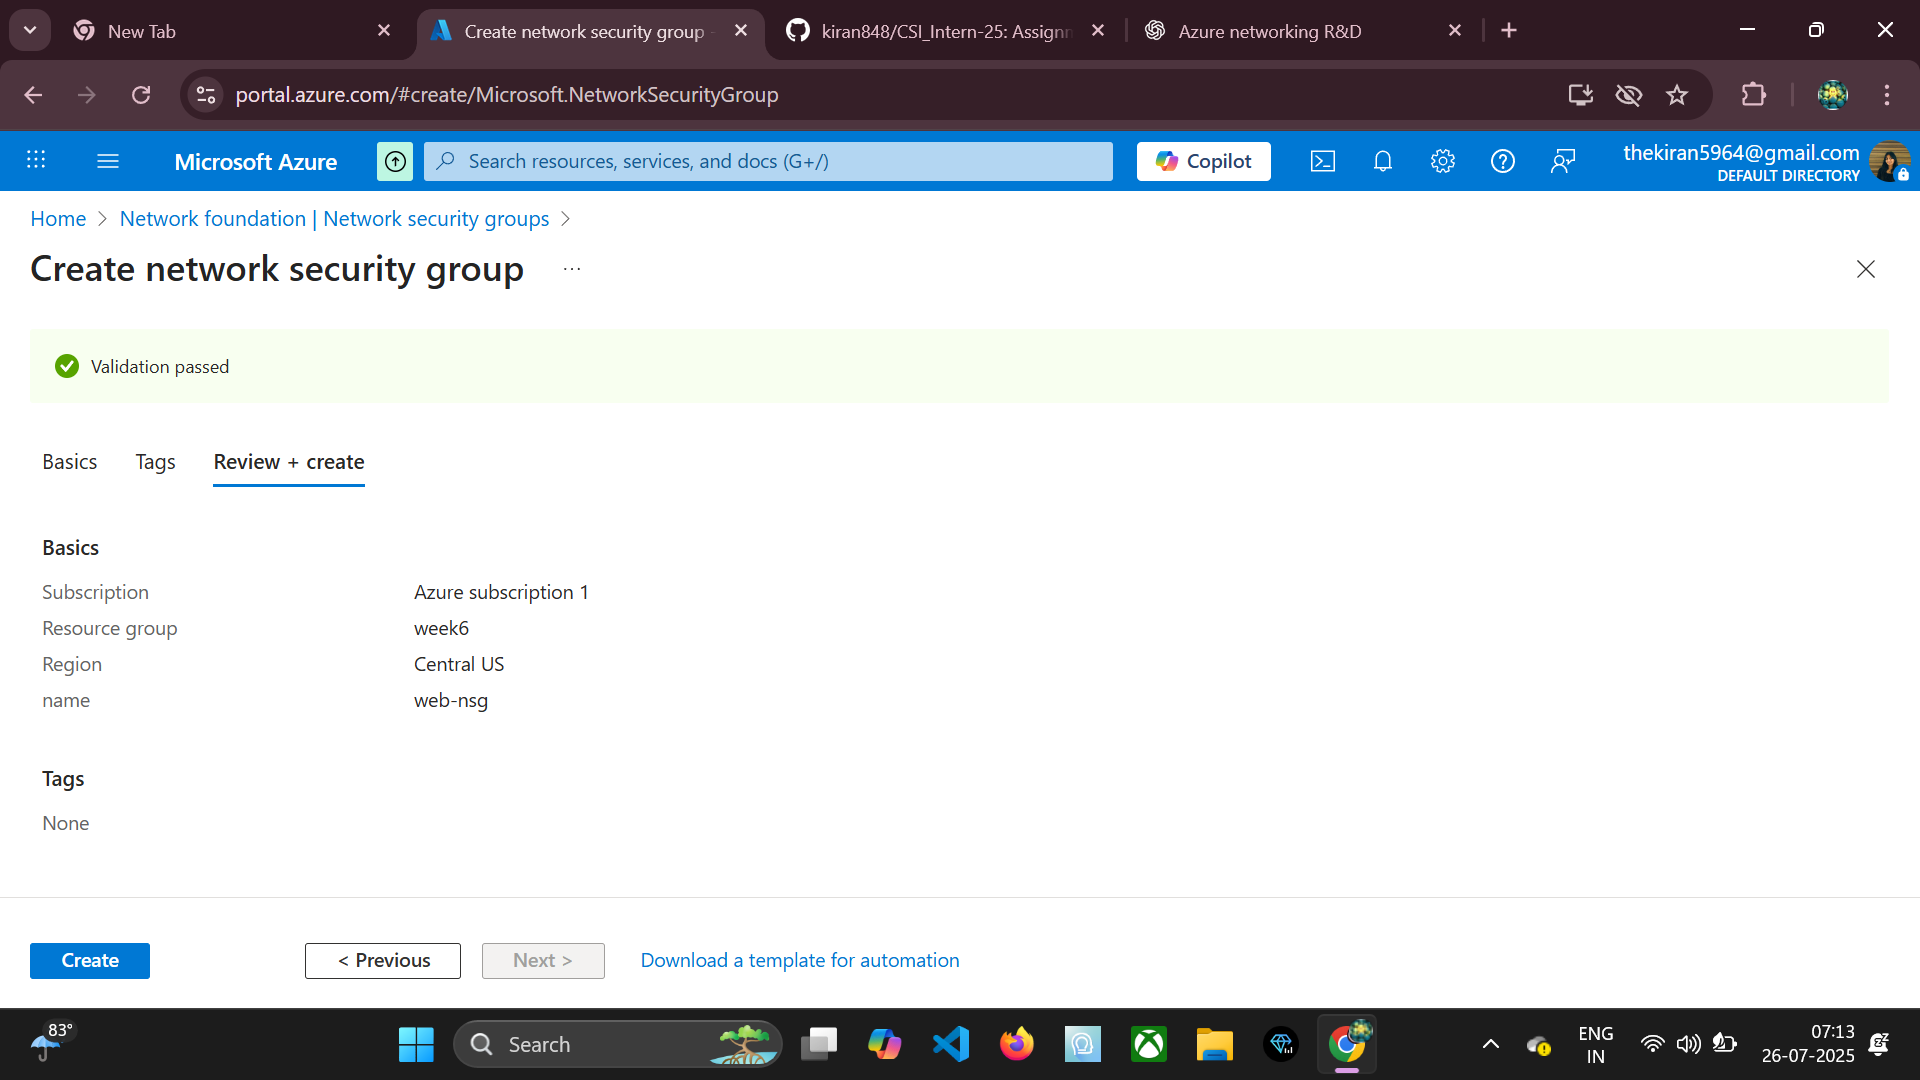 New Tab
Create network security group -
kiran848/CSI_Intern-25: Assignm
Azure networking R&D
portal.azure.com/#create/Microsoft.NetworkSecurityGroup
Microsoft Azure
Search resources, services, and docs (G+/)
Copilot
thekiran5964@gmail.com
DEFAULT DIRECTORY
Home > Network foundation | Network security groups >
Create network security group ...
Validation passed
Basics Tags Review + create
Basics
Subscription Azure subscription 1
Resource group week6
Region Central US
name web-nsg
Tags
None
Create
< Previous
Next >
Download a template for automation
83°
Search
ENG
IN
07:13
26-07-2025